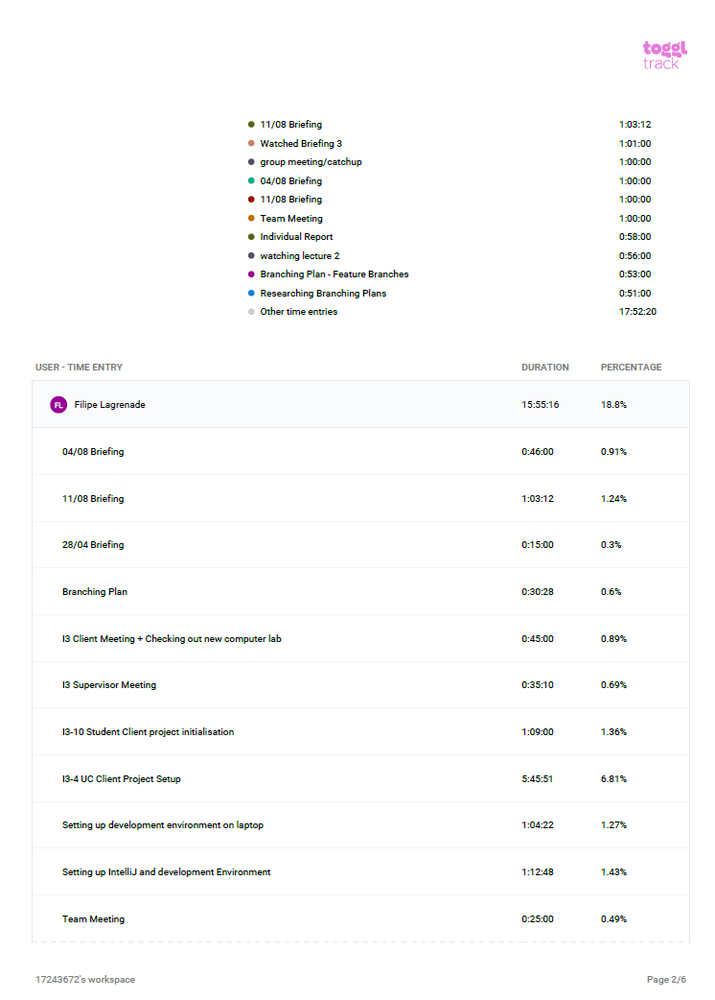 toggl
track
11/08 Briefing 1:03:12
Watched Briefing 3 1:01:00
group meeting/catchup 1:00:00
04/08 Briefing 1:00:00
11/08 Briefing 1:00:00
Team Meeting 1:00:00
Individual Report 0:58:00
watching lecture 2 0:56:00
Branching Plan - Feature Branches 0:53:00
Researching Branching Plans 0:51:00
Other time entries 17:52:20
USER - TIME ENTRY DURATION PERCENTAGE
FL Filipe Lagrenade 15:55:16 18.8%
04/08 Briefing 0:46:00 0.91%
11/08 Briefing 1:03:12 1.24%
28/04 Briefing 0:15:00 0.3%
Branching Plan 0:30:28 0.6%
I3 Client Meeting + Checking out new computer lab 0:45:00 0.89%
I3 Supervisor Meeting 0:35:10 0.69%
I3-10 Student Client project initialisation 1:09:00 1.36%
I3-4 UC Client Project Setup 5:45:51 6.81%
Setting up development environment on laptop 1:04:22 1.27%
Setting up IntelliJ and development Environment 1:12:48 1.43%
Team Meeting 0:25:00 0.49%
17243672's workspace Page 2/6